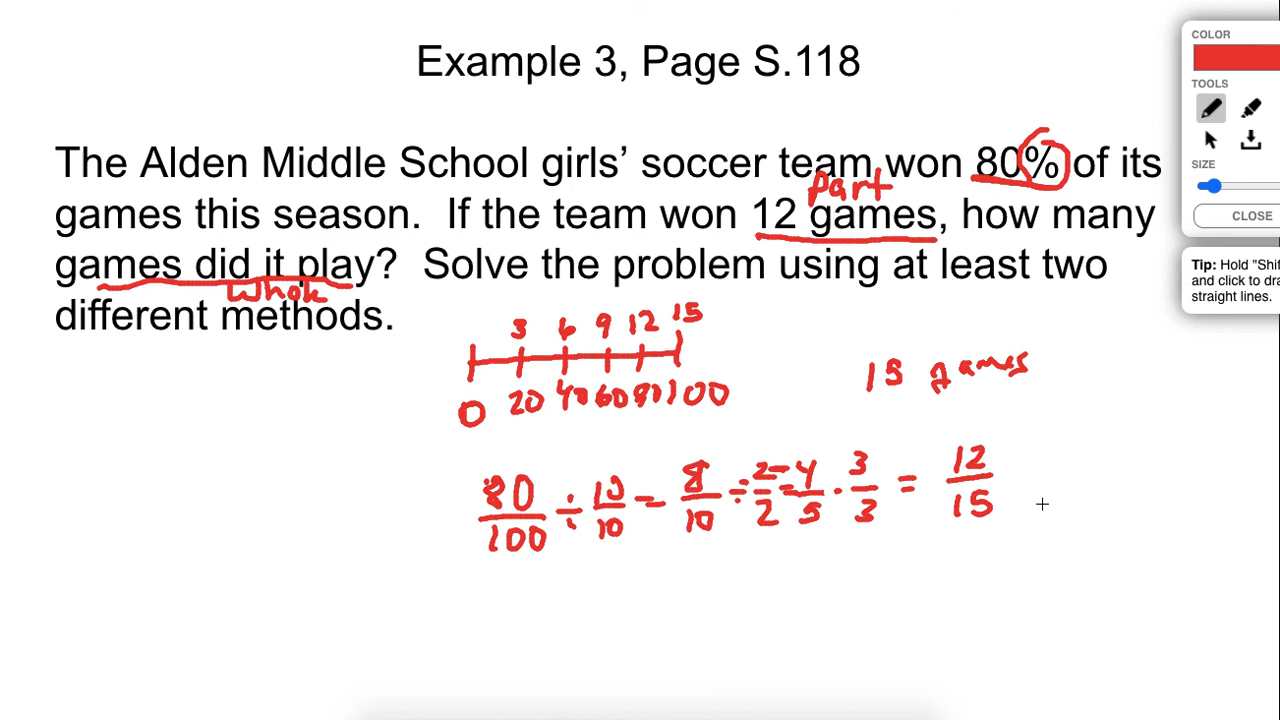 Example 3, Page S.118
The Alden Middle School girls’ soccer team won 80% of its
part
games this season. If the team won 12 games, how many
games did it play? Solve the problem using at least two
whole
different methods.
3 6 9 12 15
0 20 40 60 80 100
15 games
80/100 ÷ 10/10 = 8/10 ÷ 2/2 = 4/5 · 3/3 = 12/15
COLOR
TOOLS
SIZE
CLOSE
Tip: Hold "Shif
and click to dra
straight lines.